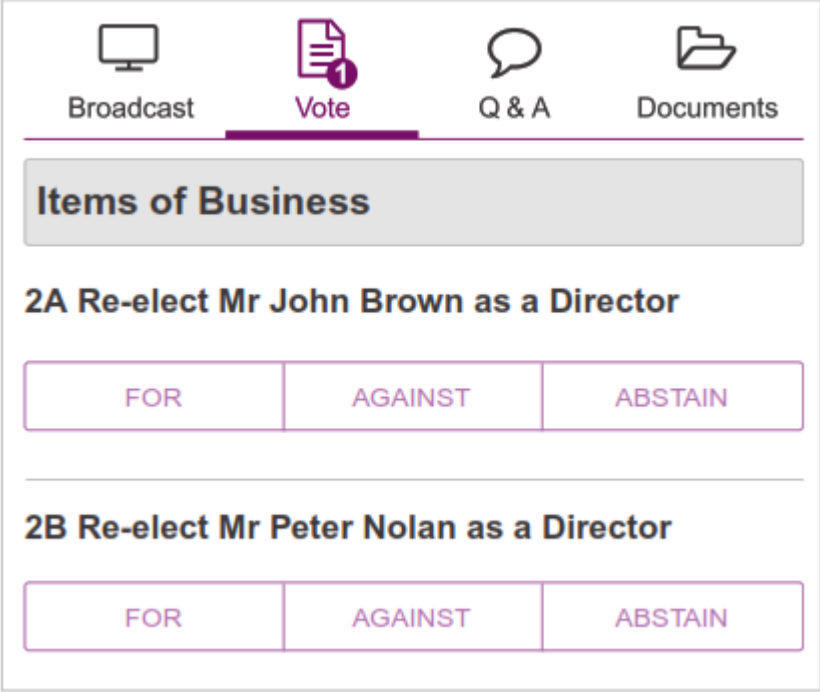 1
Broadcast Vote Q & A Documents
Items of Business
2A Re-elect Mr John Brown as a Director
FOR AGAINST ABSTAIN
2B Re-elect Mr Peter Nolan as a Director
FOR AGAINST ABSTAIN